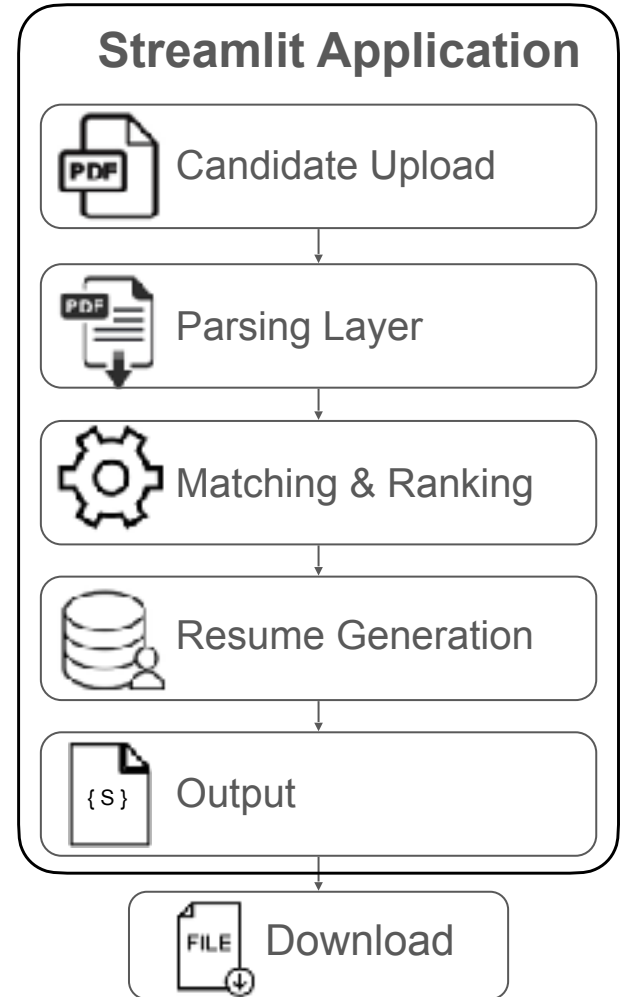 Streamlit Application
PDF
Candidate Upload
PDF
Parsing Layer
Matching & Ranking
Resume Generation
{ S }
Output
FILE
Download